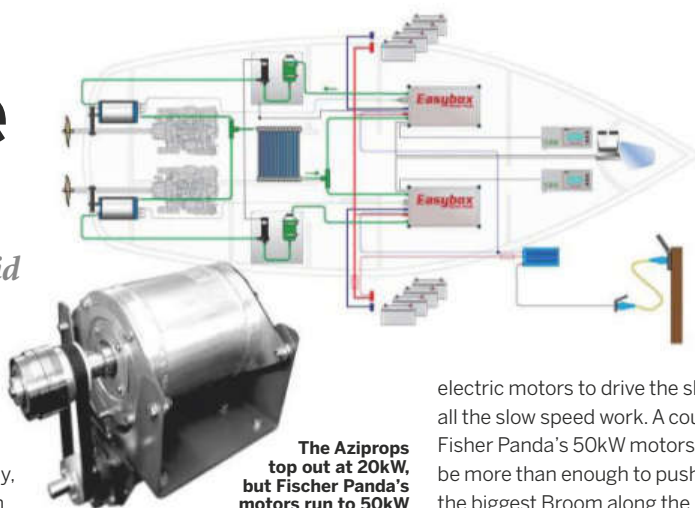 e
Easybox
Easybox
id
The Aziprops
top out at 20kW,
but Fischer Panda's
motors run to 50kW
y,
electric motors to drive the
all the slow speed work. A cou
Fisher Panda's 50kW motors
be more than enough to push
the biggest Broom along the